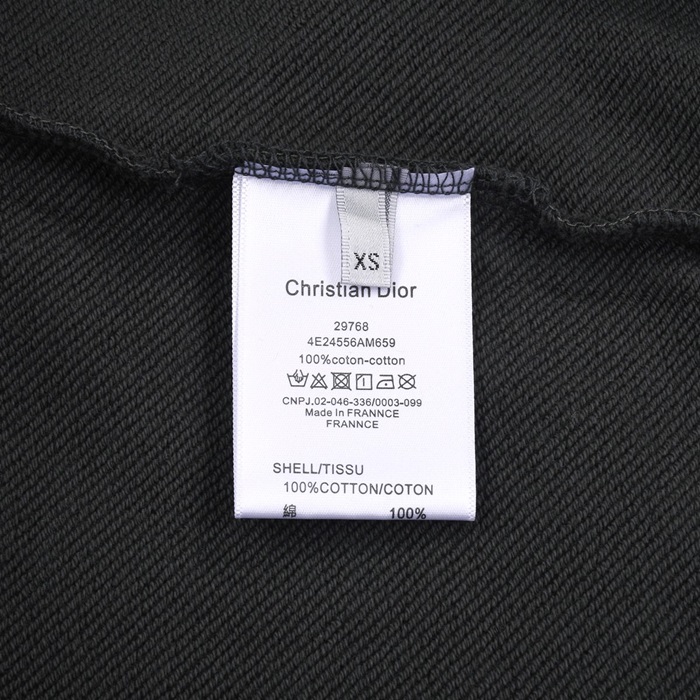 XS
Christian Dior
29768
4E24556AM659
100%coton-cotton
CNPJ.02-046-336/0003-099
Made In FRANNCE
FRANNCE
SHELL/TISSU
100%COTTON/COTON
綿 100%